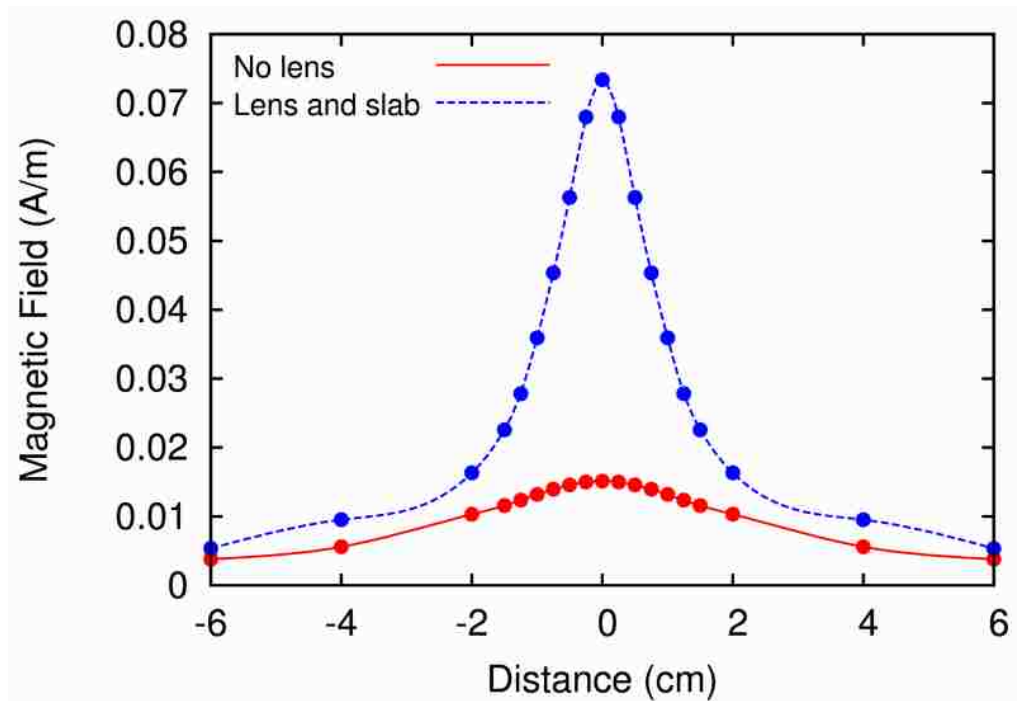 0.08
0.07
0.06
0.05
0.04
0.03
0.02
0.01
0
No lens
Lens and slab
Magnetic Field (A/m)
-6 -4 -2 0 2 4 6
Distance (cm)